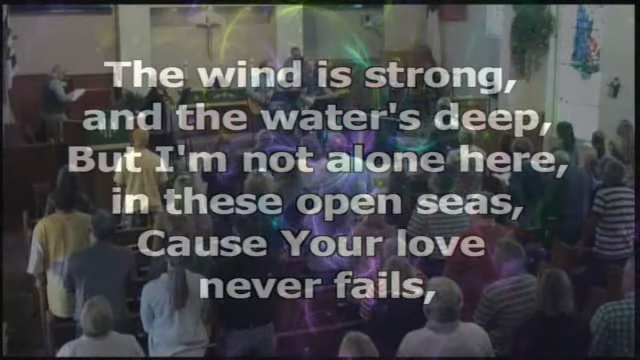 The wind is strong,
and the water's deep,
But I'm not alone here,
in these open seas,
Cause Your love
never fails,